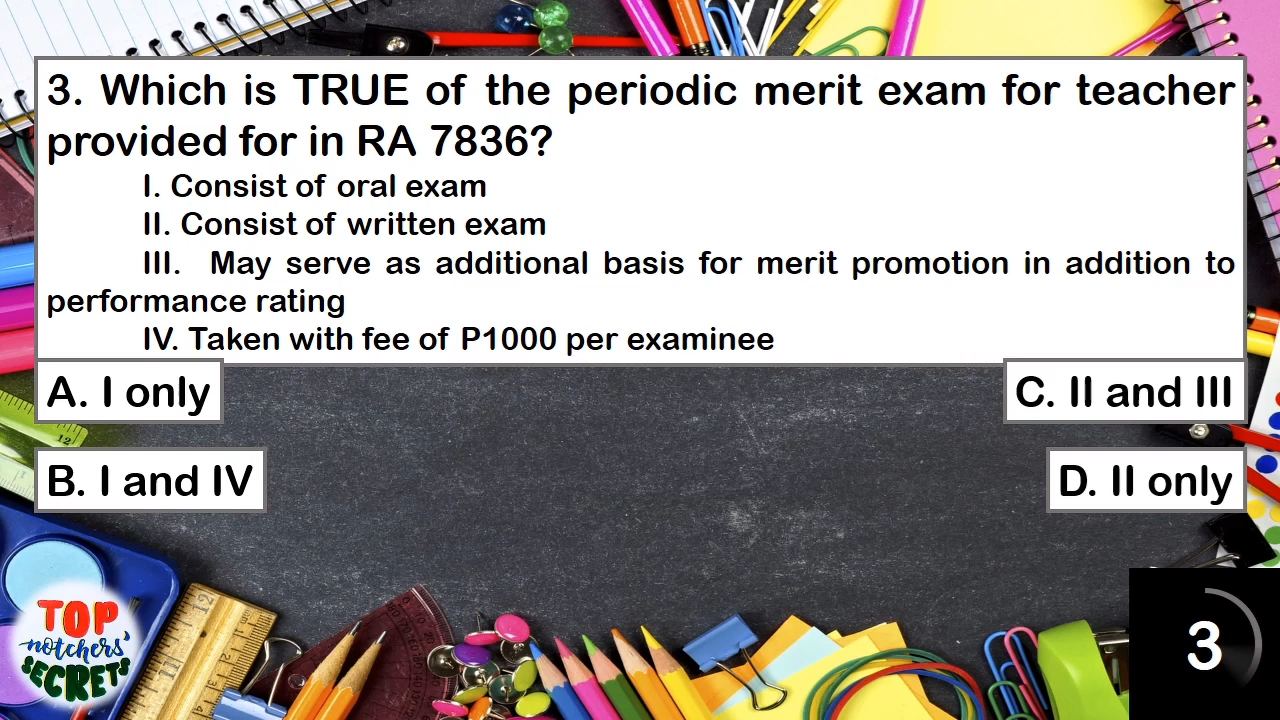 3. Which is TRUE of the periodic merit exam for teacher
provided for in RA 7836?
I. Consist of oral exam
II. Consist of written exam
III. May serve as additional basis for merit promotion in addition to
performance rating
IV. Taken with fee of P1000 per examinee
A. I only
C. II and III
B. I and IV
D. II only
TOP
notchers'
SECRETS
3